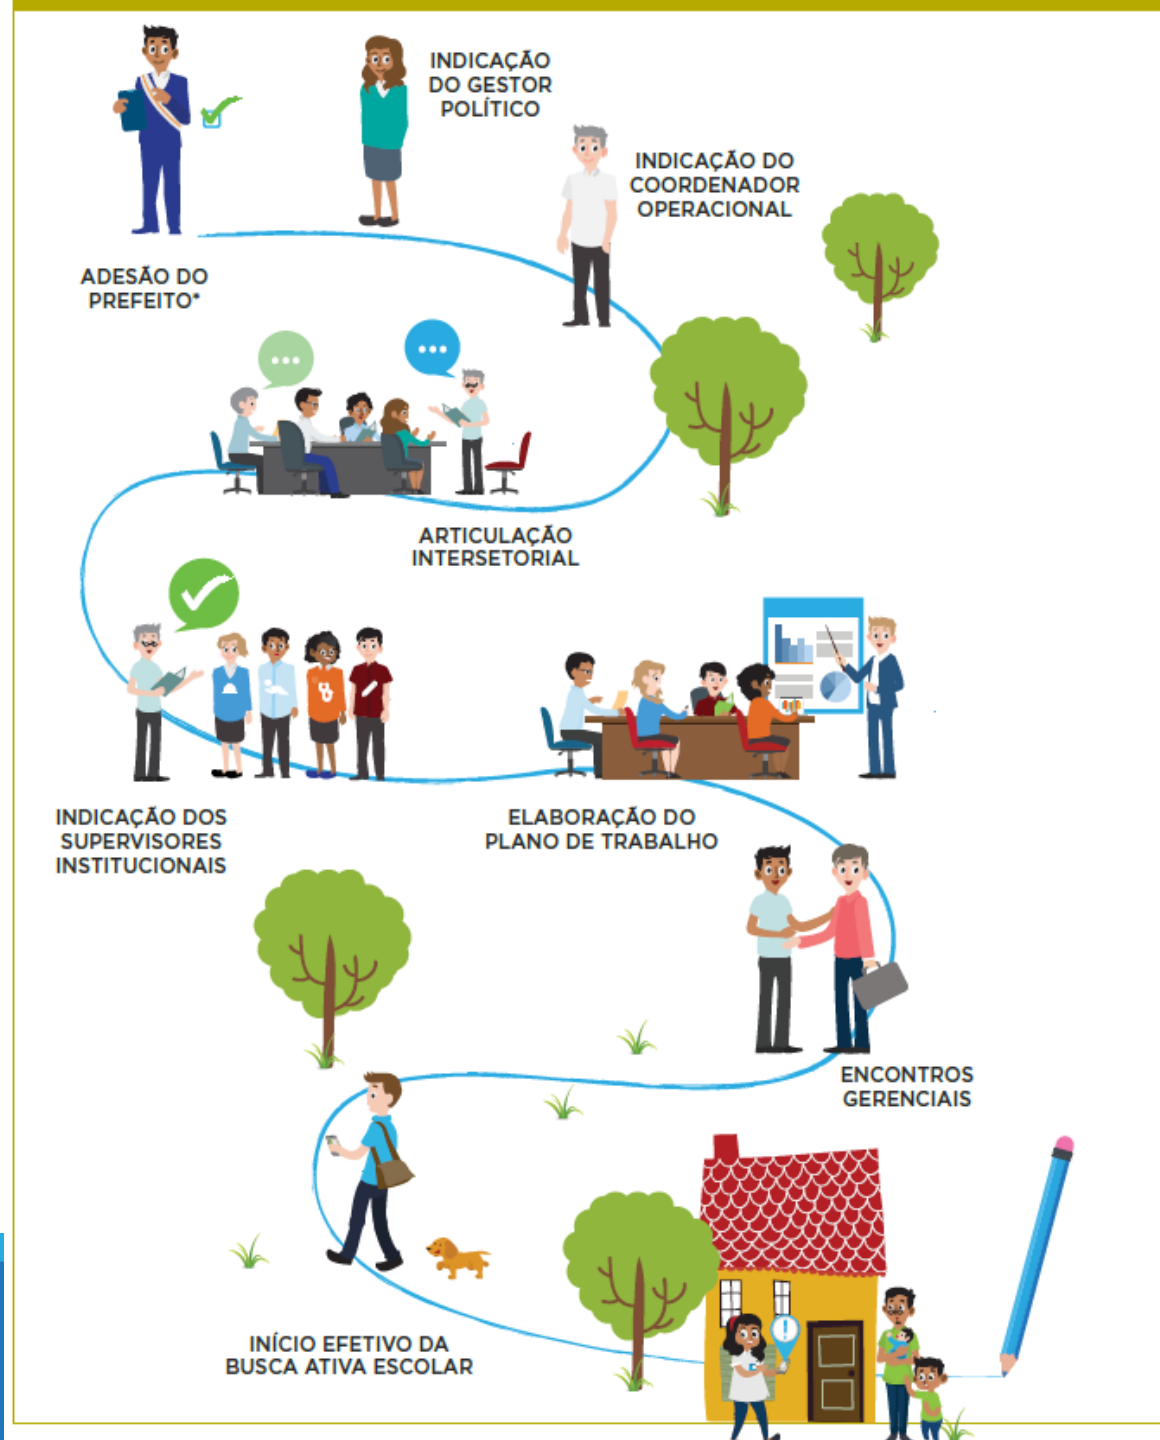 INDICAÇÃO
DO GESTOR
POLÍTICO
INDICAÇÃO DO
COORDENADOR
OPERACIONAL
ADESÃO DO
PREFEITO*
ARTICULAÇÃO
INTERSETORIAL
INDICAÇÃO DOS
SUPERVISORES
INSTITUCIONAIS
ELABORAÇÃO DO
PLANO DE TRABALHO
ENCONTROS
GERENCIAIS
INÍCIO EFETIVO DA
BUSCA ATIVA ESCOLAR